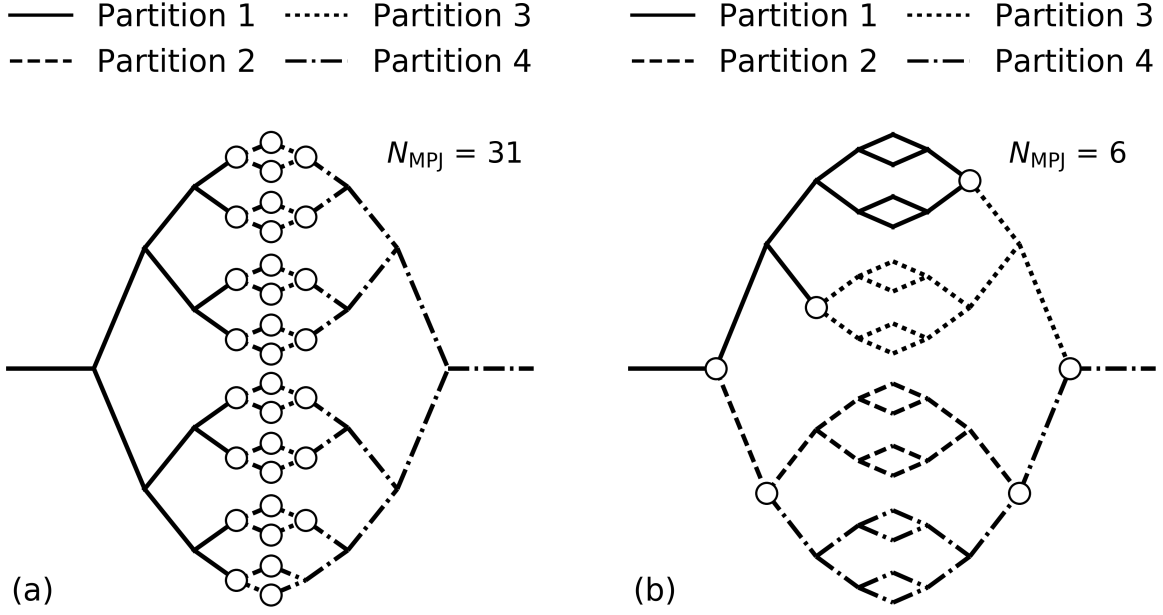 Partition 1 Partition 3
Partition 2 Partition 4
N_MPJ = 31
(a)
Partition 1 Partition 3
Partition 2 Partition 4
N_MPJ = 6
(b)